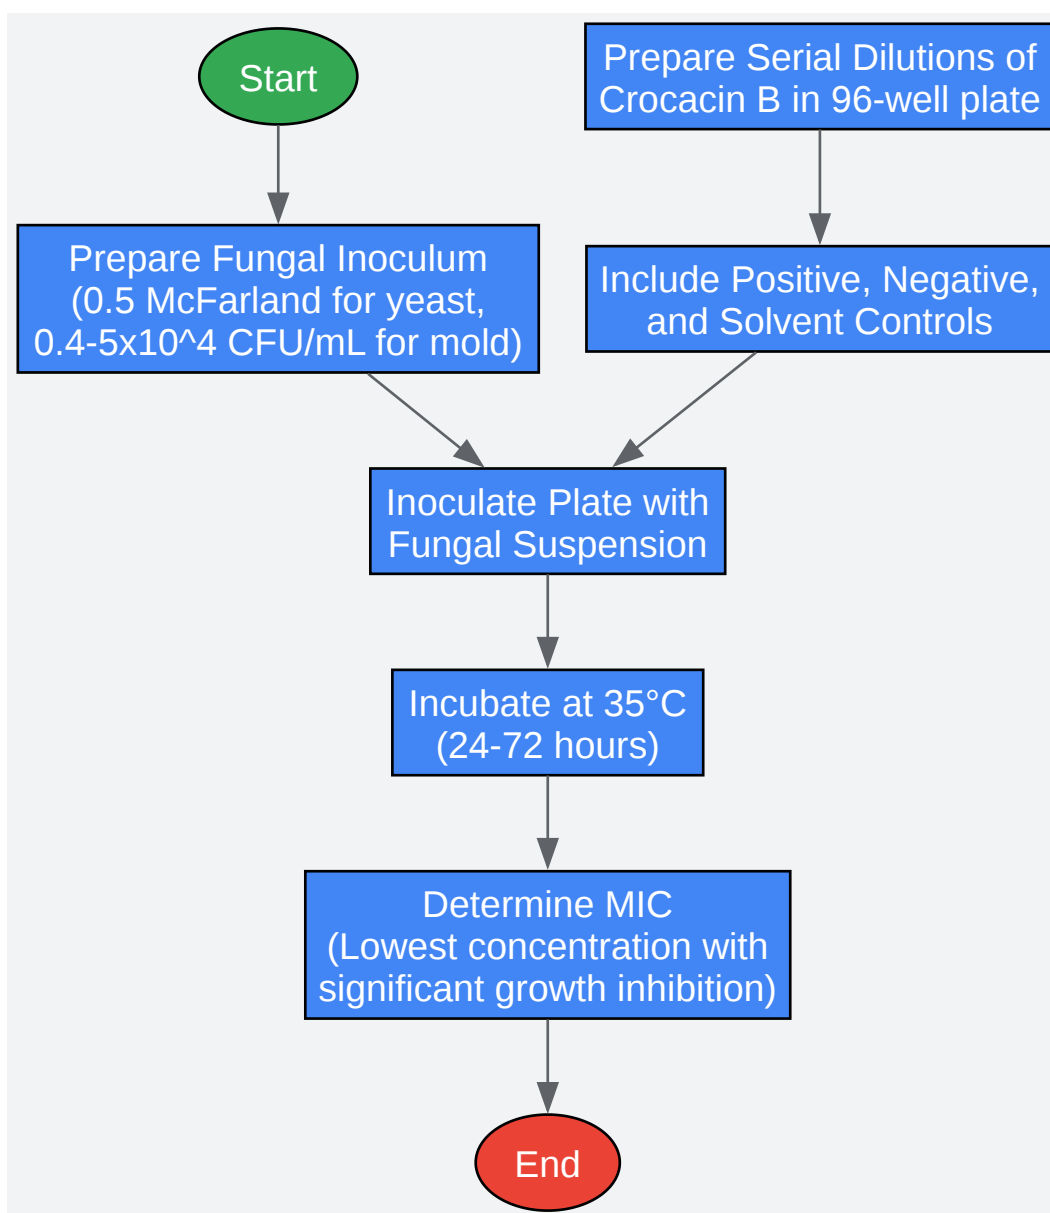 Start
Prepare Serial Dilutions of
Crocacin B in 96-well plate
Prepare Fungal Inoculum
(0.5 McFarland for yeast,
0.4-5x10^4 CFU/mL for mold)
Include Positive, Negative,
and Solvent Controls
Inoculate Plate with
Fungal Suspension
Incubate at 35°C
(24-72 hours)
Determine MIC
(Lowest concentration with
significant growth inhibition)
End